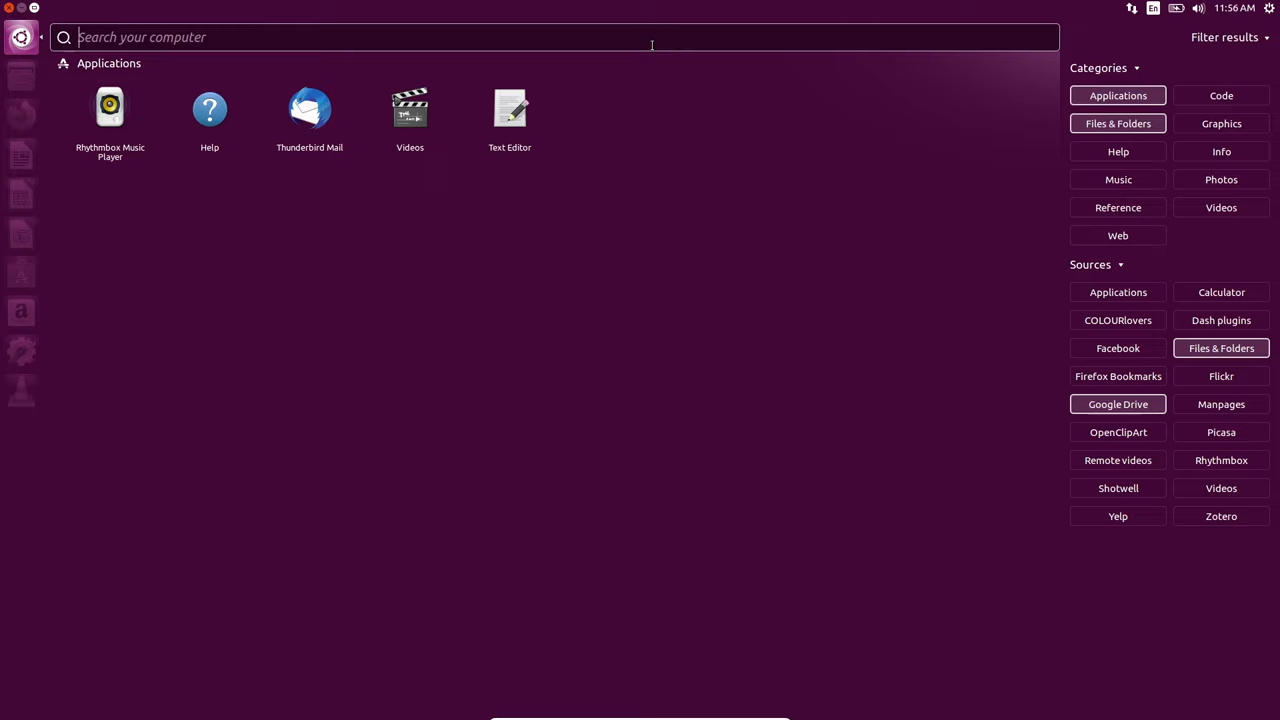 En
11:56 AM
Search your computer
Filter results
Applications
Rhythmbox Music
Player
Help
Thunderbird Mail
Videos
Text Editor
Categories
Applications
Code
Files & Folders
Graphics
Help
Info
Music
Photos
Reference
Videos
Web
Sources
Applications
Calculator
COLOURlovers
Dash plugins
Facebook
Files & Folders
Firefox Bookmarks
Flickr
Google Drive
Manpages
OpenClipArt
Picasa
Remote videos
Rhythmbox
Shotwell
Videos
Yelp
Zotero